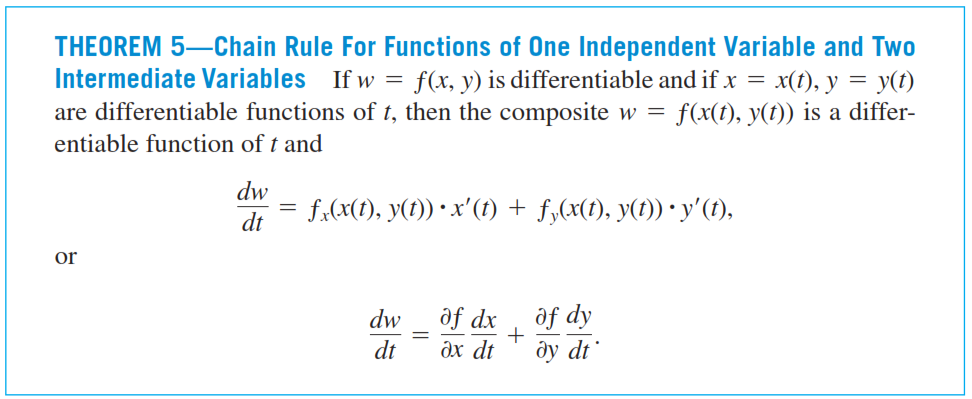 THEOREM 5—Chain Rule For Functions of One Independent Variable and Two
Intermediate Variables If w = f(x, y) is differentiable and if x = x(t), y = y(t)
are differentiable functions of t, then the composite w = f(x(t), y(t)) is a differ-
entiable function of t and
dw/dt = fₓ(x(t), y(t)) • x′(t) + f_y(x(t), y(t)) • y′(t),
or
dw/dt = ∂f/∂x dx/dt + ∂f/∂y dy/dt.